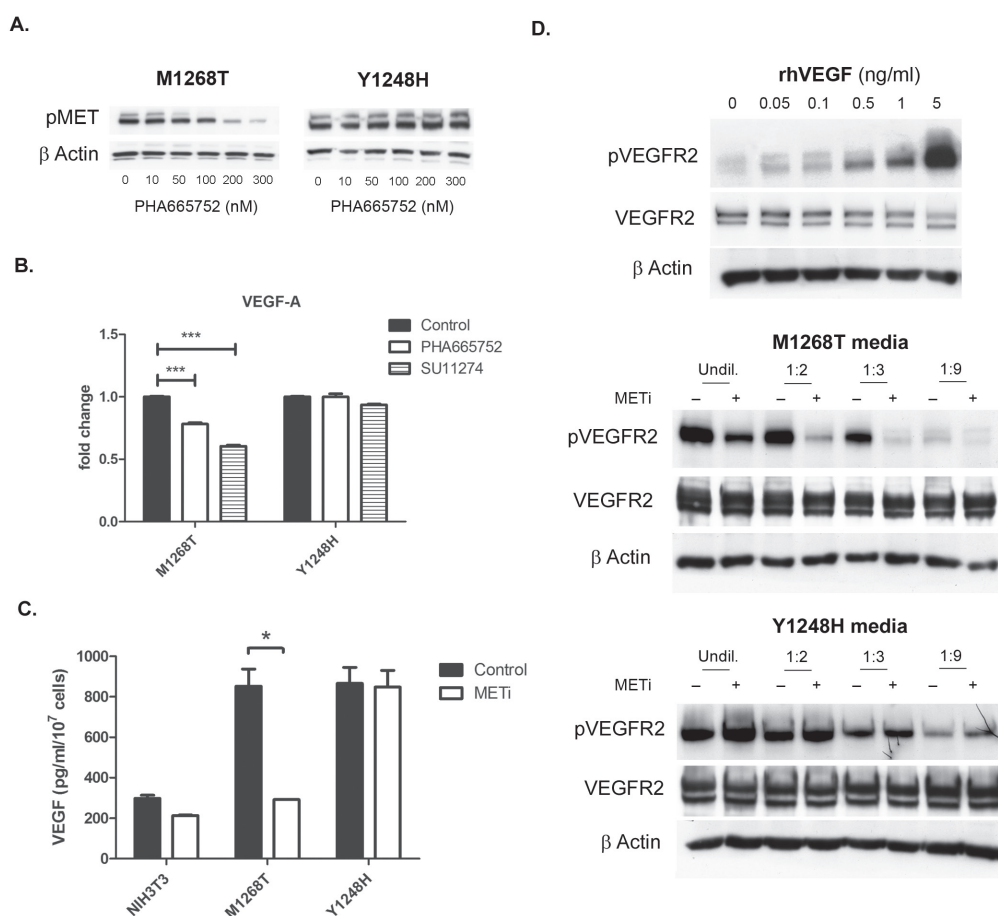 A.
M1268T Y1248H
pMET
β Actin
0 10 50 100 200 300 0 10 50 100 200 300
PHA665752 (nM) PHA665752 (nM)
B.
VEGF-A
Control
PHA665752
SU11274
***
***
fold change
1.5
1.0
0.5
0.0
M1268T Y1248H
C.
*
Control
METi
VEGF (pg/ml/10⁷ cells)
1000
800
600
400
200
0
NIH3T3 M1268T Y1248H
D.
rhVEGF (ng/ml)
0 0.05 0.1 0.5 1 5
pVEGFR2
VEGFR2
β Actin
M1268T media
Undil. 1:2 1:3 1:9
METi – + – + – + – +
pVEGFR2
VEGFR2
β Actin
Y1248H media
Undil. 1:2 1:3 1:9
METi – + – + – + – +
pVEGFR2
VEGFR2
β Actin